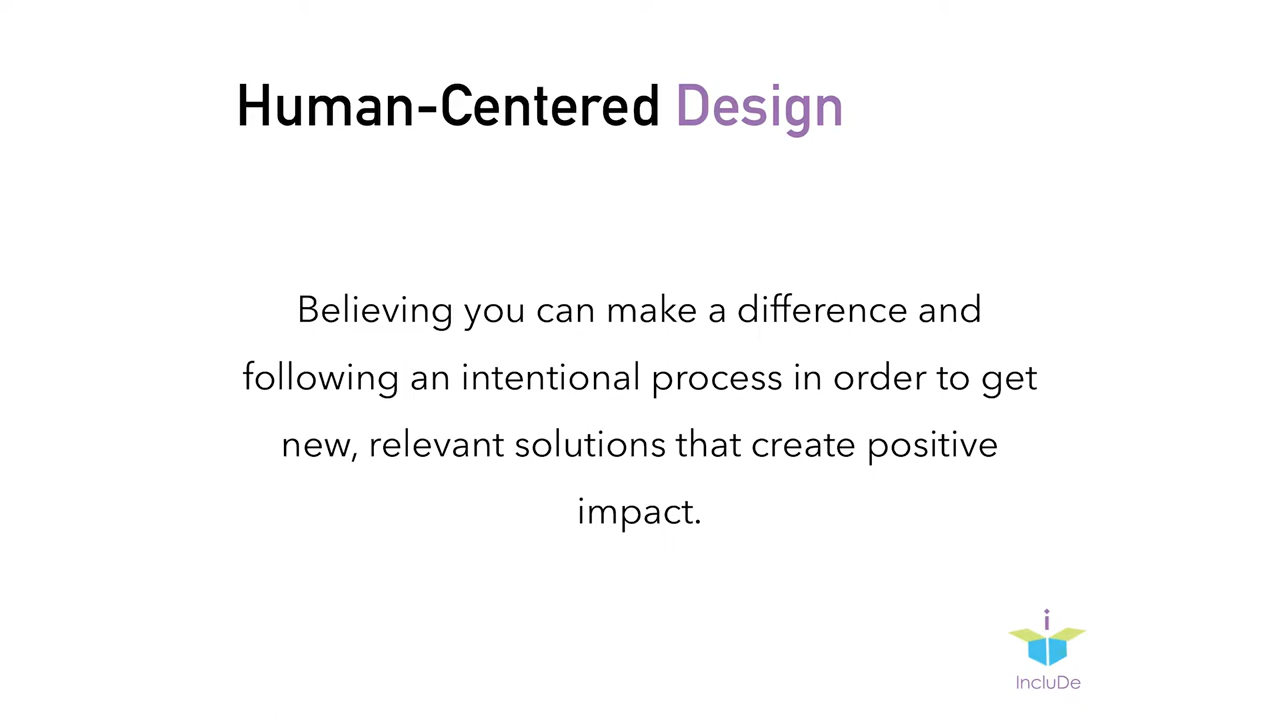 Human-Centered Design
Believing you can make a difference and
following an intentional process in order to get
new, relevant solutions that create positive
impact.
i
IncluDe